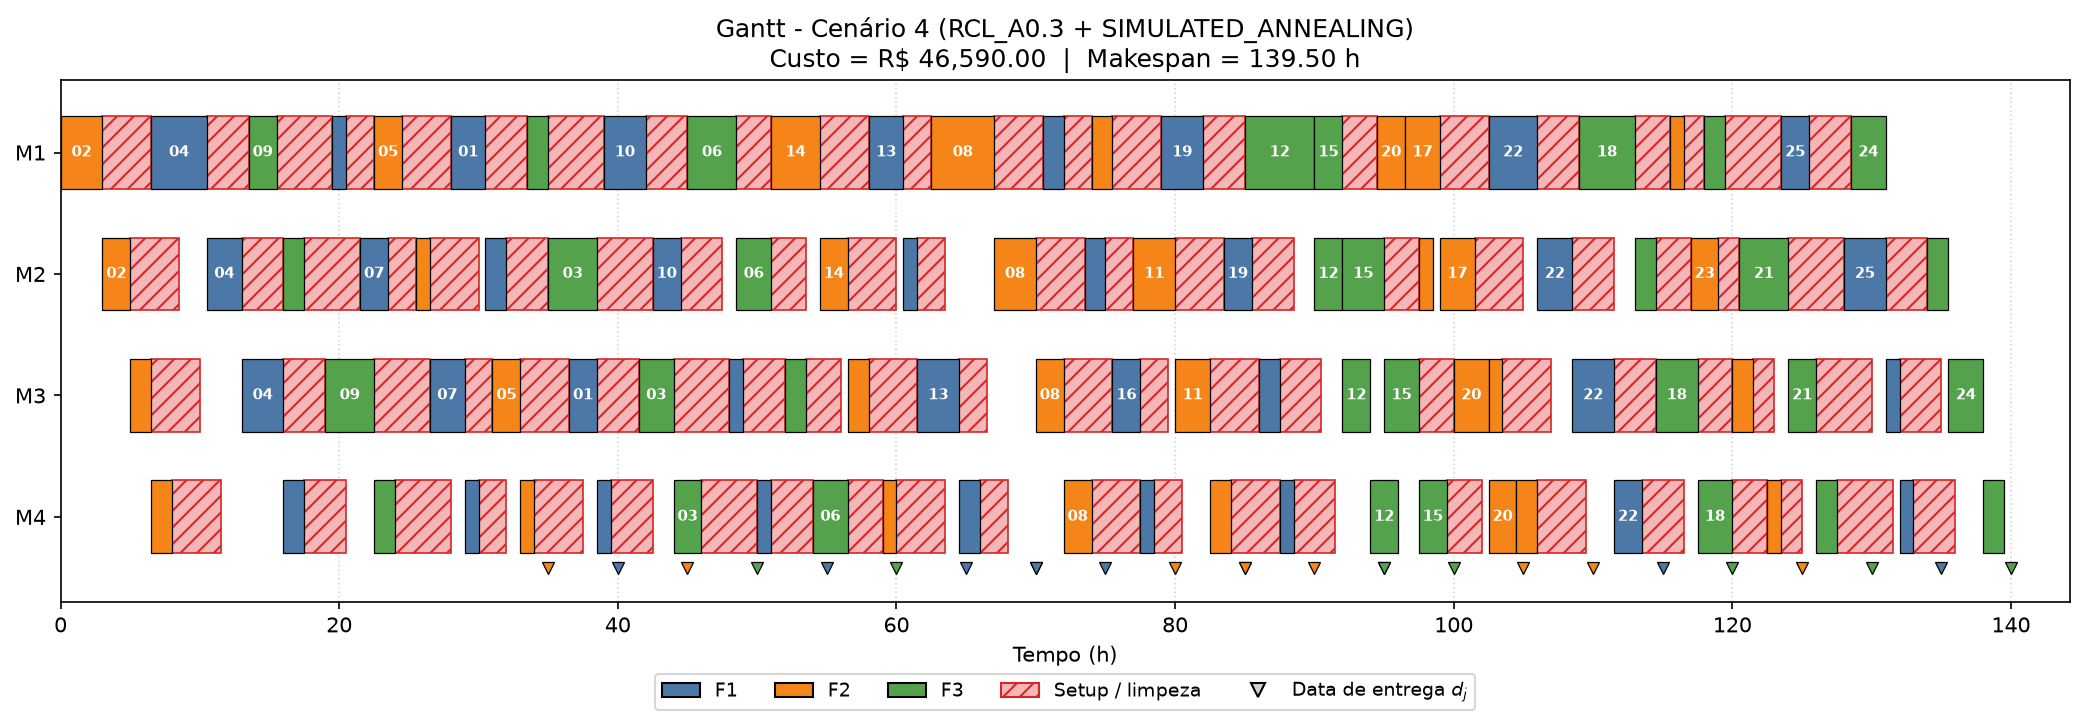 Gantt - Cenário 4 (RCL_A0.3 + SIMULATED_ANNEALING)
Custo = R$ 46,590.00 | Makespan = 139.50 h
M1 02 04 09 05 01 10 06 14 13 08 19 12 15 20 17 22 18 25 24
M2 02 04 07 03 10 06 14 08 11 19 12 15 17 22 23 21 25
M3 04 09 07 05 01 03 13 08 16 11 12 15 20 22 18 21 24
M4 03 06 08 12 15 20 22 18
0 20 40 60 80 100 120 140
Tempo (h)
F1 F2 F3 Setup / limpeza Data de entrega dj